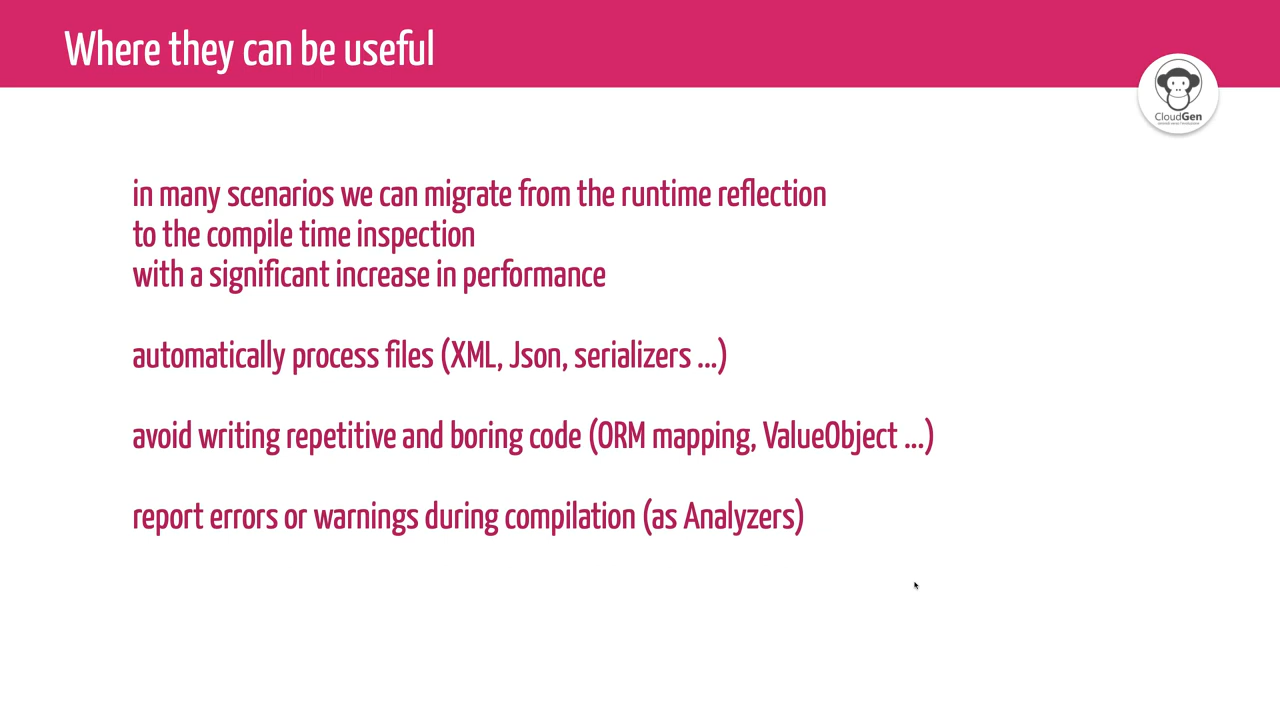 Where they can be useful
CloudGen
in many scenarios we can migrate from the runtime reflection
to the compile time inspection
with a significant increase in performance
automatically process files (XML, Json, serializers ...)
avoid writing repetitive and boring code (ORM mapping, ValueObject ...)
report errors or warnings during compilation (as Analyzers)